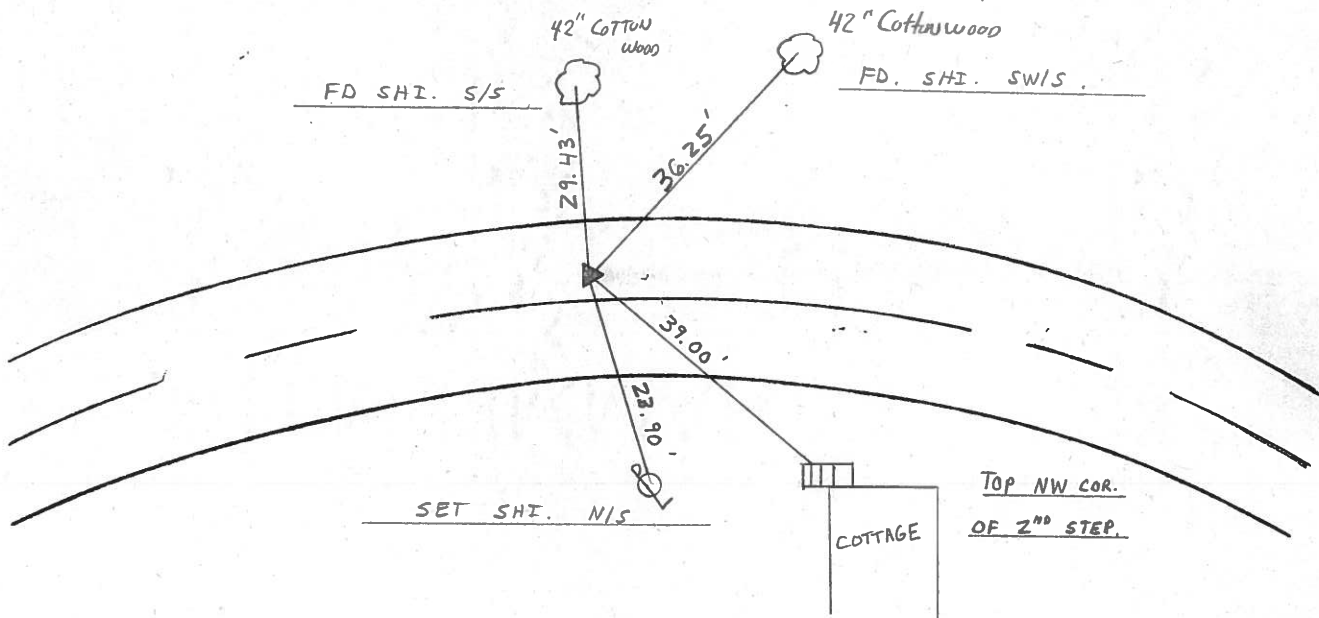 42" COTTON
WOOD
42" Cottonwood
FD SHI. S/S
FD. SHI. SW/S.
29.43'
36.25'
39.00'
23.90'
P L
SET SHI. N/S
TOP NW COR.
OF 2ND STEP.
COTTAGE